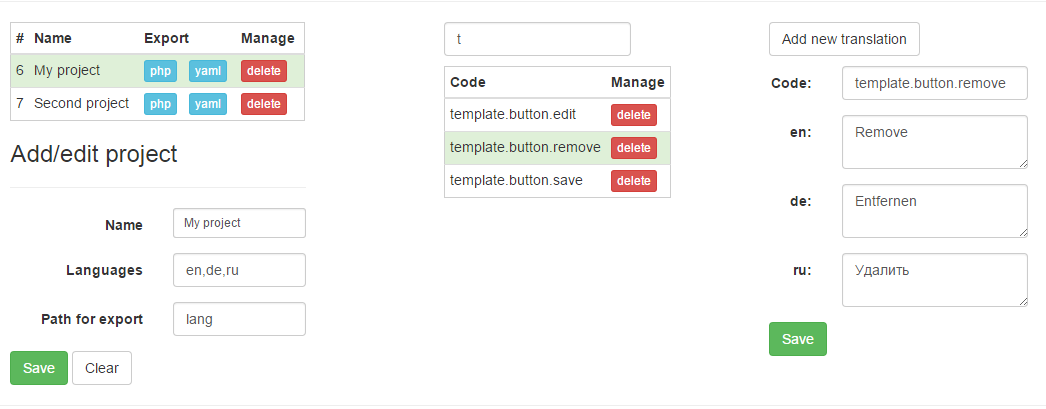 # Name Export Manage
6 My project php yaml delete
7 Second project php yaml delete
Add/edit project
Name My project
Languages en,de,ru
Path for export lang
Save Clear
t
Code Manage
template.button.edit delete
template.button.remove delete
template.button.save delete
Add new translation
Code: template.button.remove
en: Remove
de: Entfernen
ru: Удалить
Save